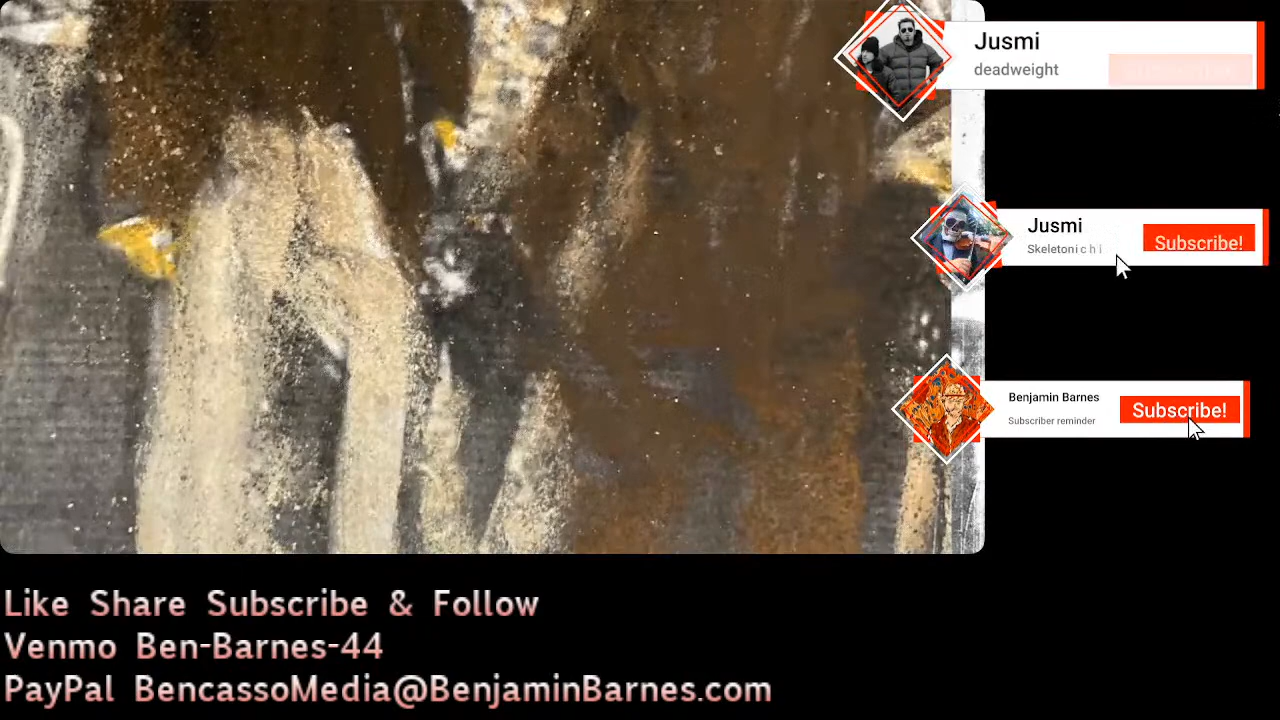 Jusmi
deadweight
Jusmi
Skeletonichi
Subscribe!
Benjamin Barnes
Subscriber reminder
Subscribe!
Like Share Subscribe & Follow
Venmo Ben-Barnes-44
PayPal BencassoMedia@BenjaminBarnes.com